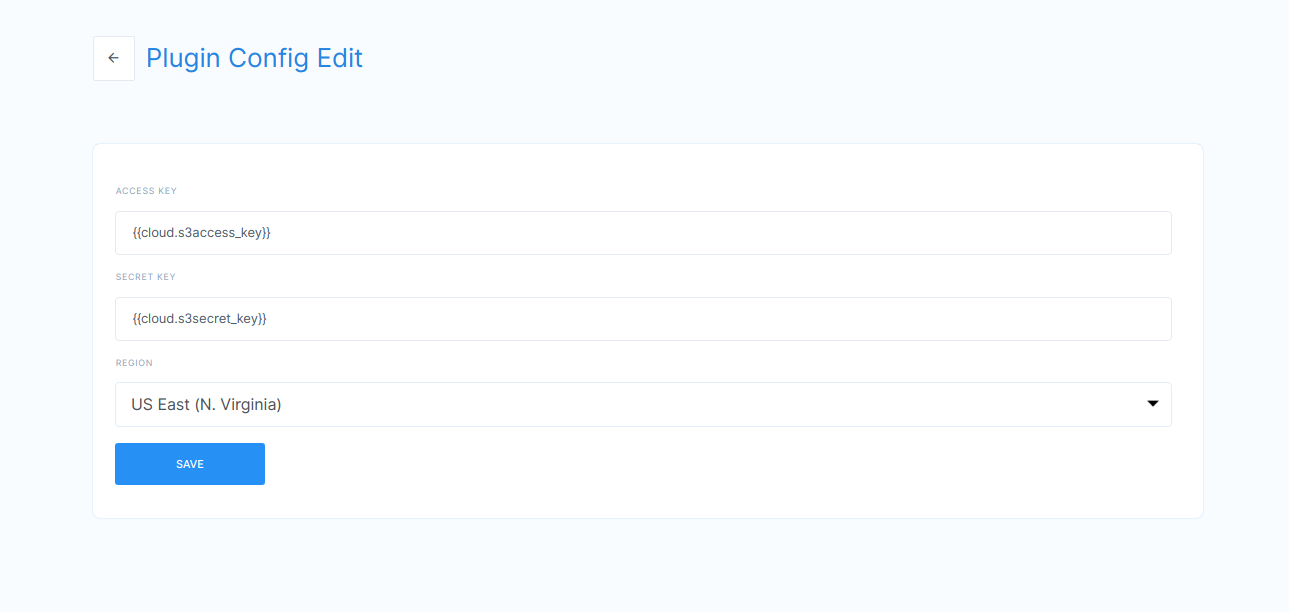 Plugin Config Edit
ACCESS KEY
{{cloud.s3access_key}}
SECRET KEY
{{cloud.s3secret_key}}
REGION
US East (N. Virginia)
SAVE